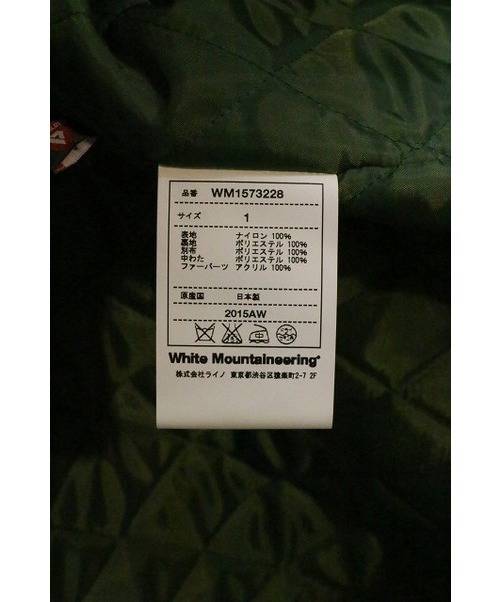 品番 WM1573228
サイズ 1
表地 ナイロン 100%
裏地 ポリエステル 100%
別布 ポリエステル 100%
中わた ポリエステル 100%
ファーパーツ アクリル 100%
原産国 日本製
2015AW
White Mountaineering®
株式会社ライノ 東京都渋谷区猿楽町2-7 2F